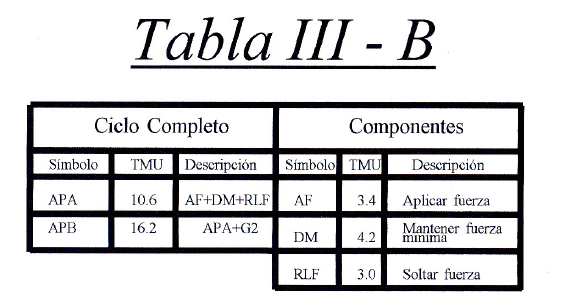 Tabla III - B
Ciclo Completo Componentes
Símbolo TMU Descripción Símbolo TMU Descripción
APA 10.6 AF+DM+RLF AF 3.4 Aplicar fuerza
APB 16.2 APA+G2 DM 4.2 Mantener fuerza
mínima
RLF 3.0 Soltar fuerza